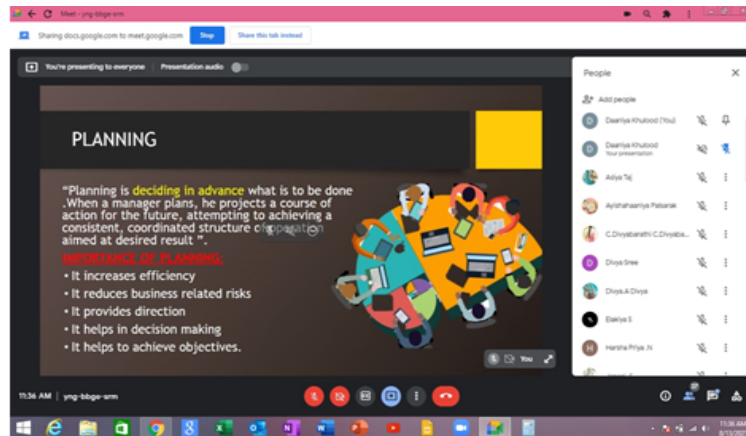 Meet - yng-bbge-srm
Sharing docs.google.com to meet.google.com Stop Share this tab instead
You're presenting to everyone Presentation audio
PLANNING
“Planning is deciding in advance what is to be done
.When a manager plans, he projects a course of
action for the future, attempting to achieving a
consistent, coordinated structure of operation
aimed at desired result ”.
IMPORTANCE OF PLANNING:
• It increases efficiency
• It reduces business related risks
• It provides direction
• It helps in decision making
• It helps to achieve objectives.
You
People
Add people
D Daaniya Khulood (You)
D Daaniya Khulood
Your presentation
Adiya Taj
Ayishahaaniya Patsarak
C.Divyabarathi C.Divyaba...
D Divya Sree
Divya.A Divya
Elakiya S
H Harsha Priya .N
11:36 AM | yng-bbge-srm
11:36 AM